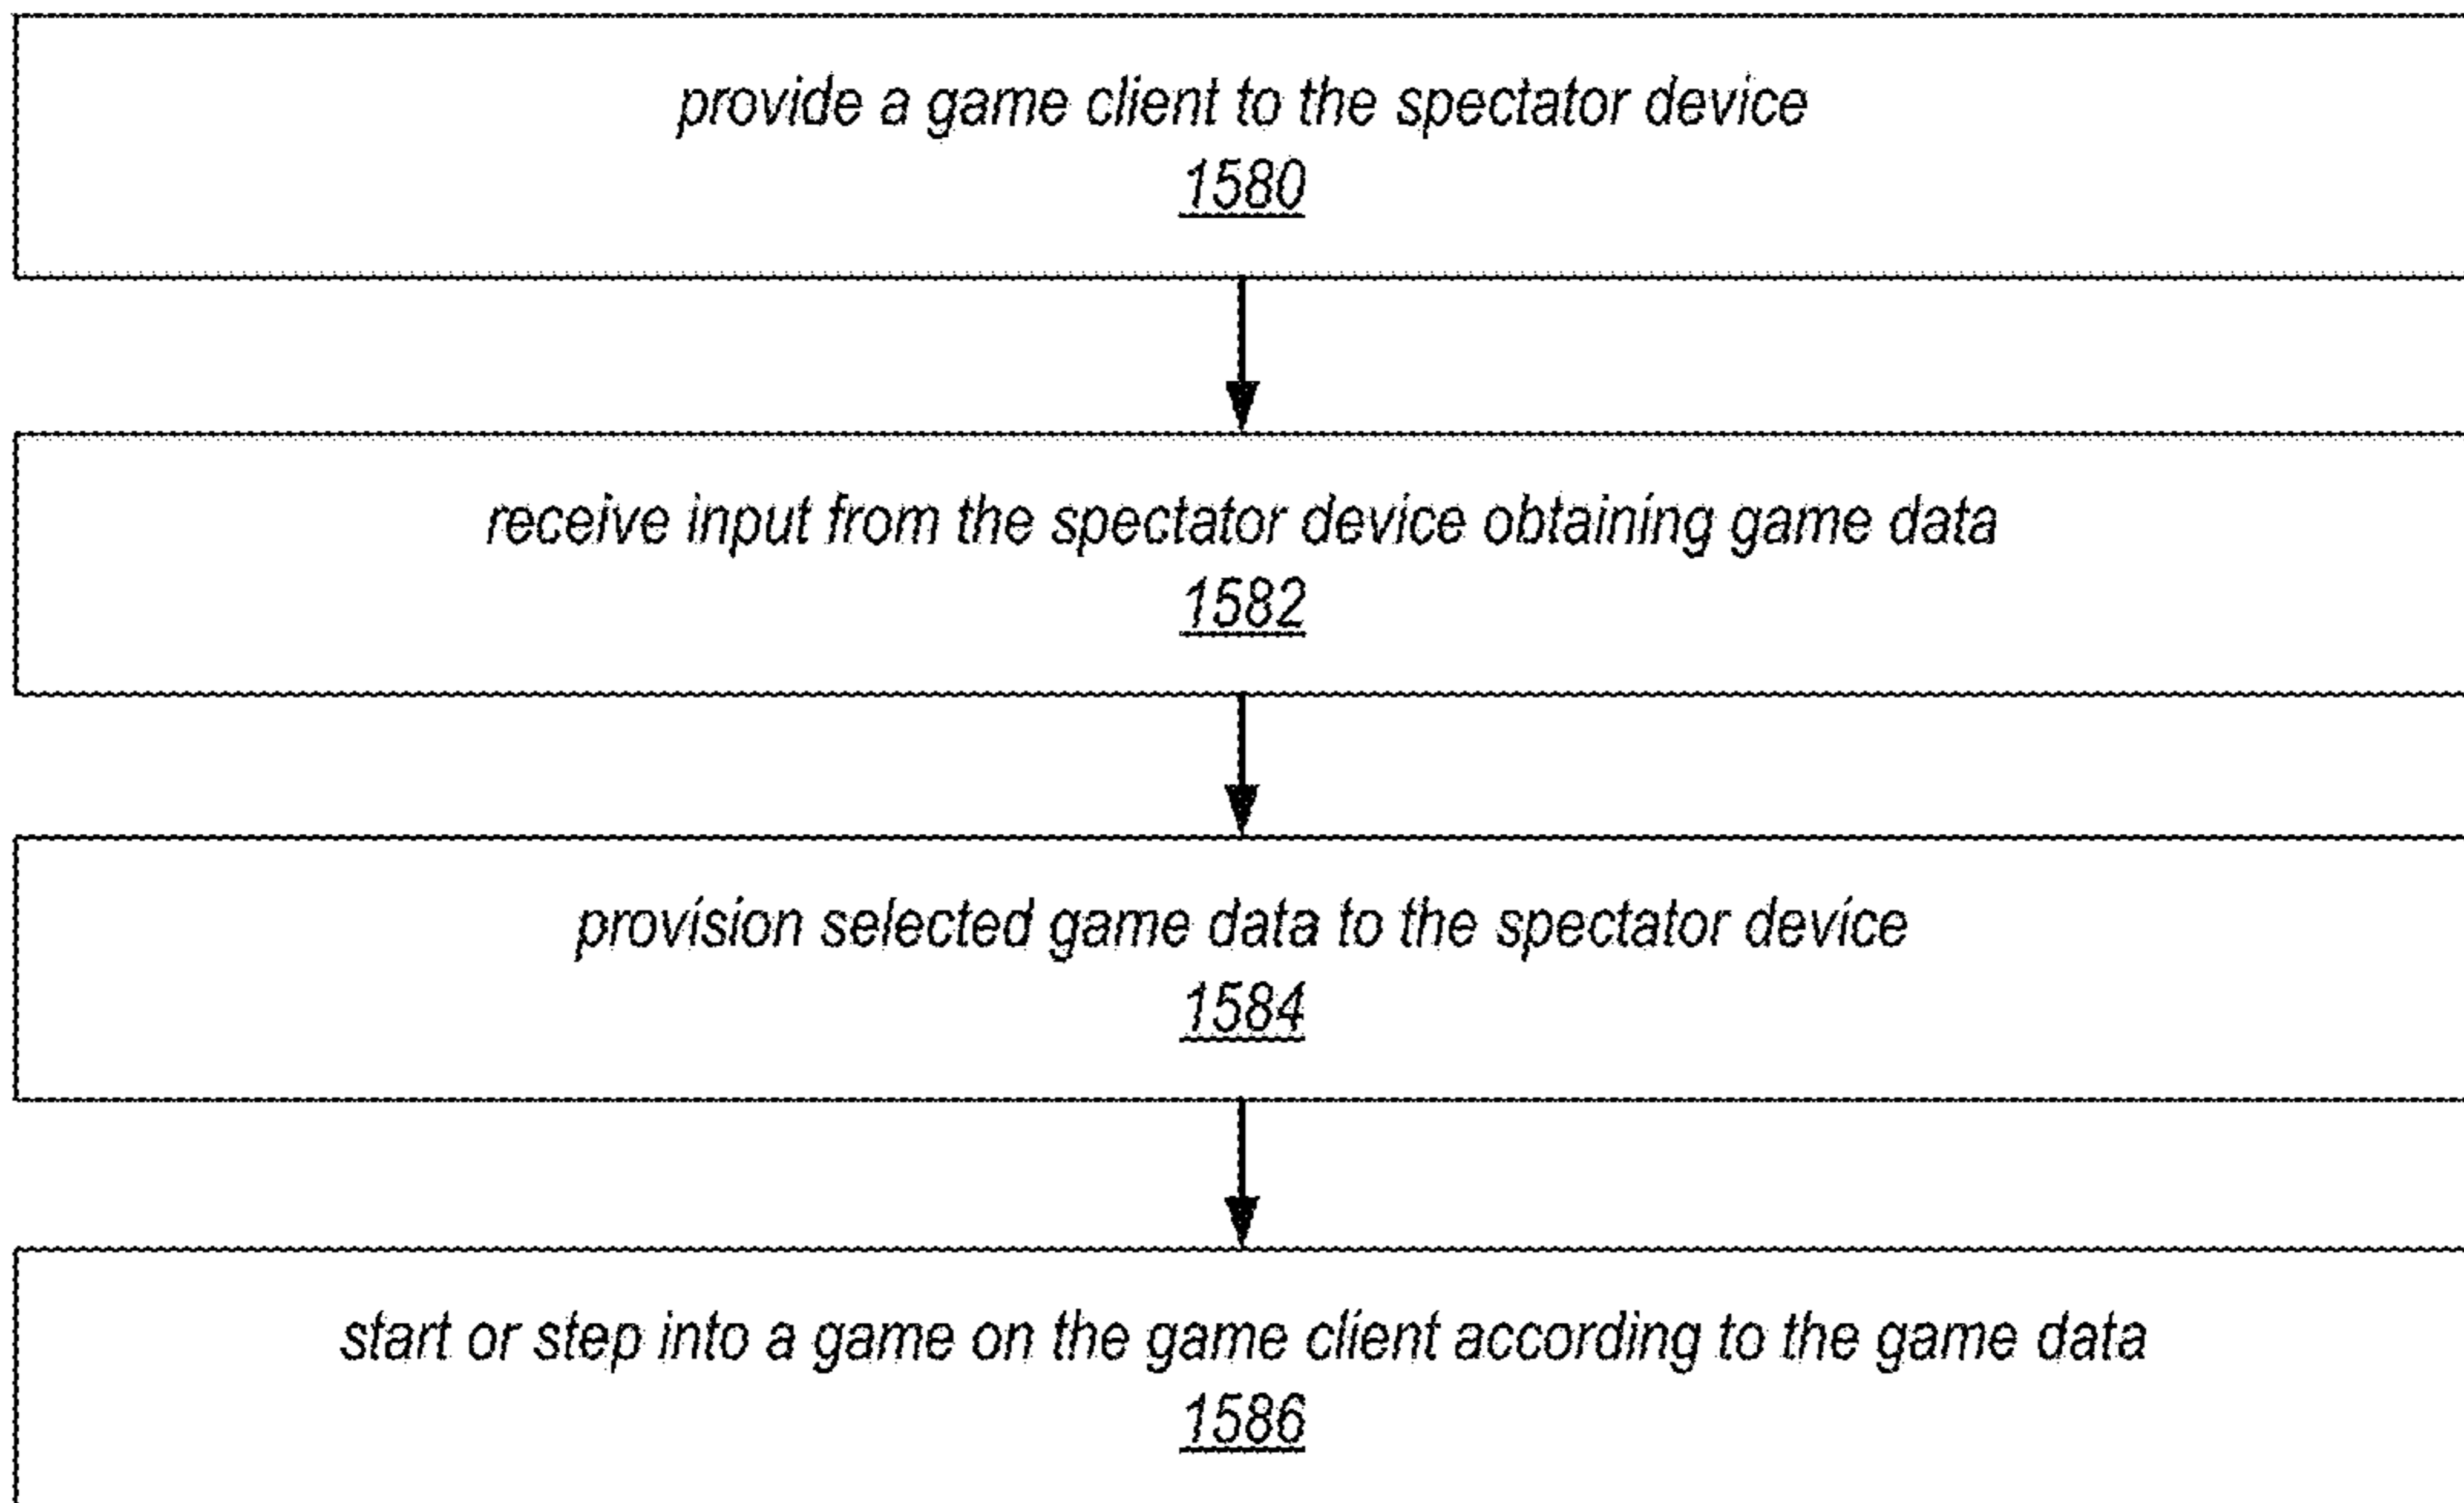 provide a game client to the spectator device
1580
receive input from the spectator device obtaining game data
1582
provision selected game data to the spectator device
1584
start or step into a game on the game client according to the game data
1586